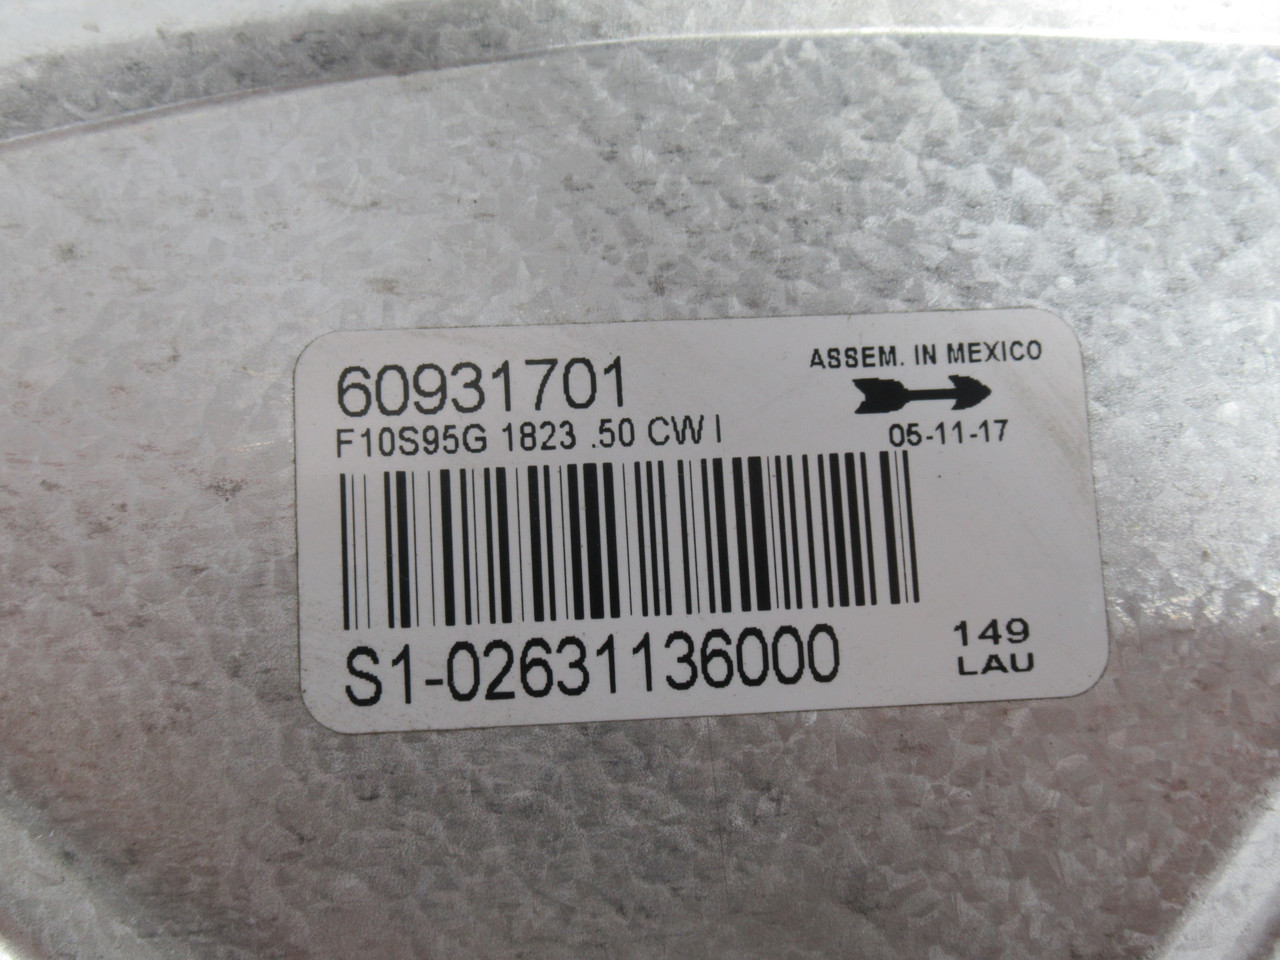 60931701
ASSEM. IN MEXICO
F10S95G 1823 .50 CW I
05-11-17
S1-02631136000
149
LAU